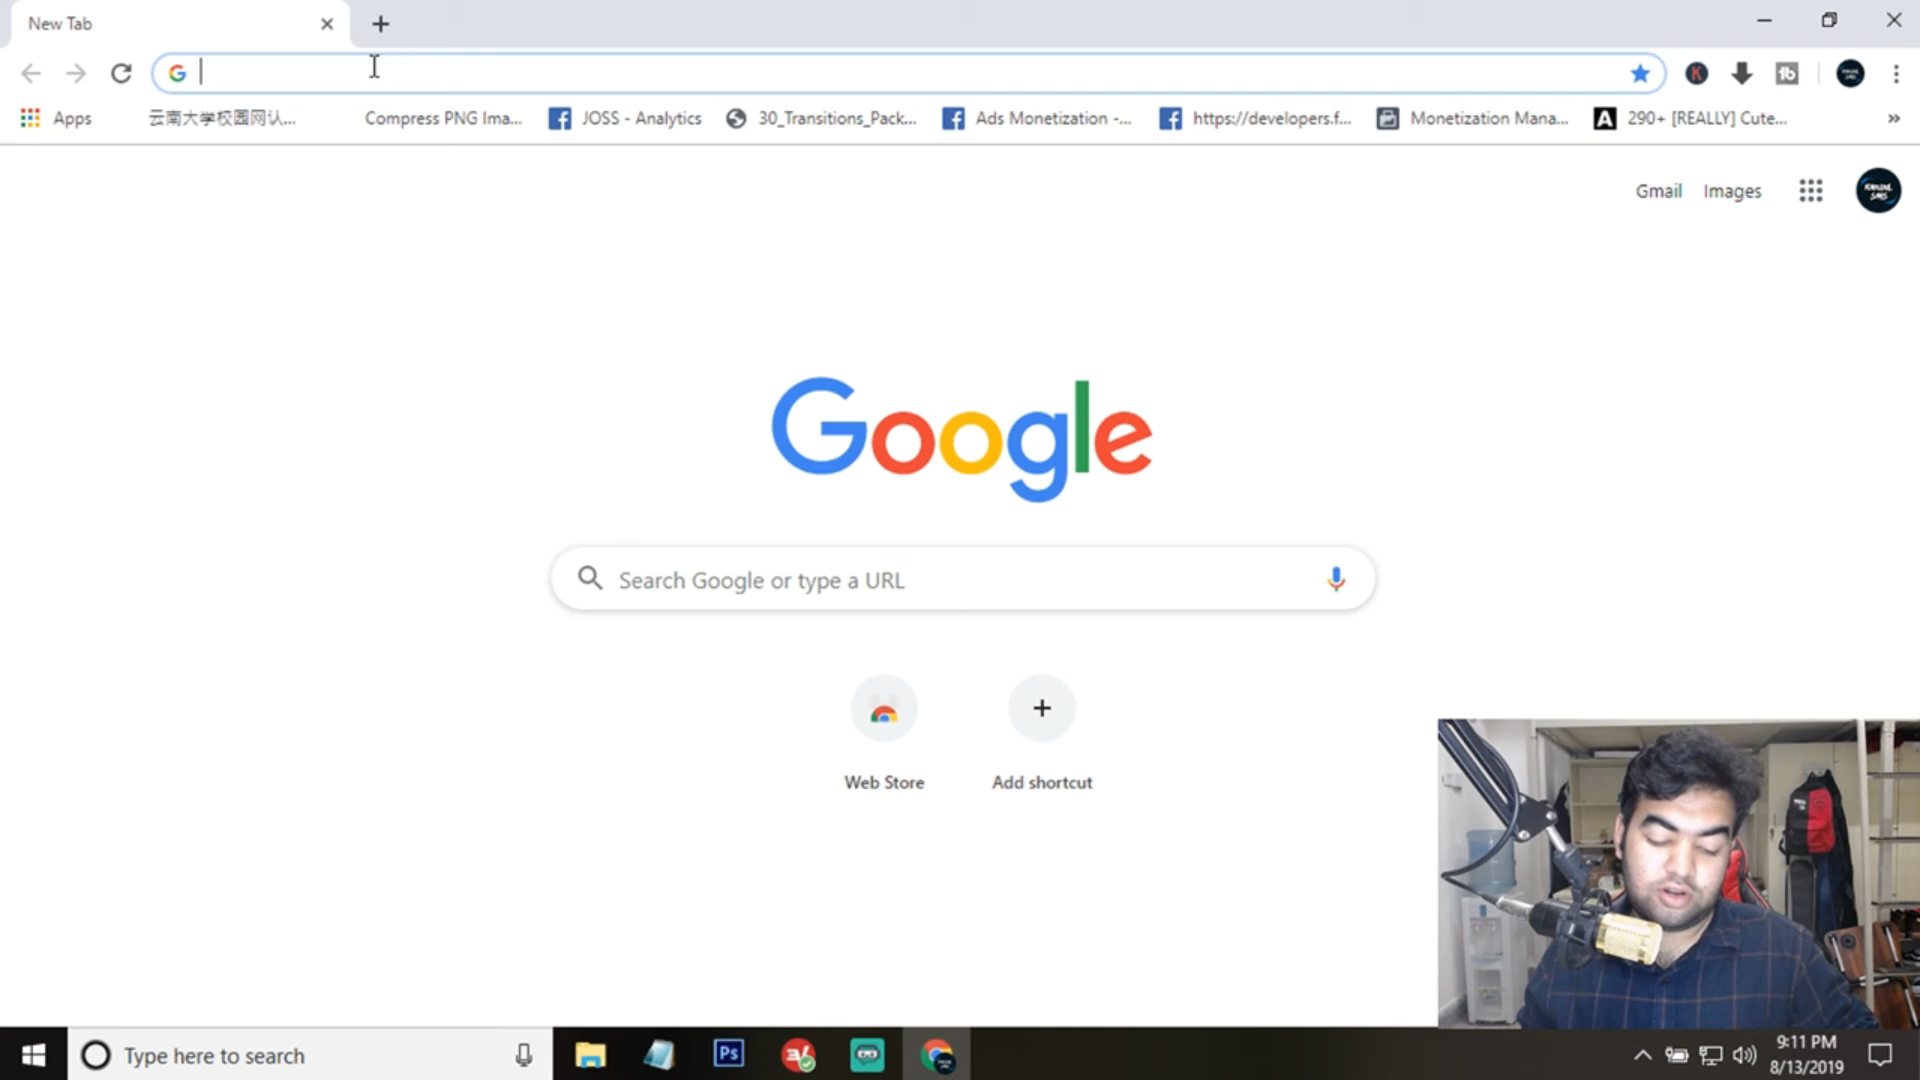 New Tab
Apps
云南大学校园网认...
Compress PNG Ima...
JOSS - Analytics
30_Transitions_Pack...
Ads Monetization -...
https://developers.f...
Monetization Mana...
290+ [REALLY] Cute...
Gmail
Images
Google
Search Google or type a URL
Web Store
Add shortcut
Type here to search
Ps
9:11 PM
8/13/2019